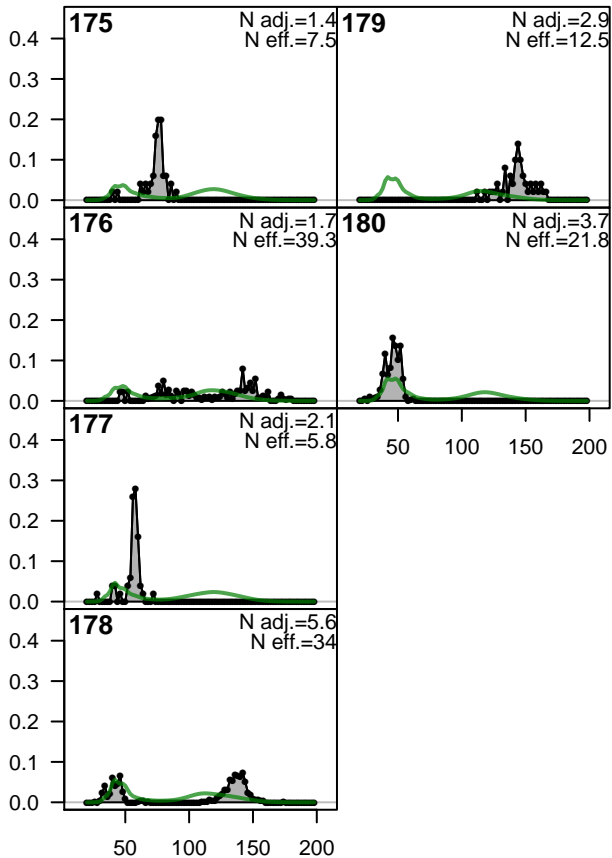 175
N adj.=1.4
N eff.=7.5
179
N adj.=2.9
N eff.=12.5
0.4
0.3
0.2
0.1
0.0
176
N adj.=1.7
N eff.=39.3
180
N adj.=3.7
N eff.=21.8
0.4
0.3
0.2
0.1
0.0
50 100 150 200
177
N adj.=2.1
N eff.=5.8
0.4
0.3
0.2
0.1
0.0
178
N adj.=5.6
N eff.=34
0.4
0.3
0.2
0.1
0.0
50 100 150 200